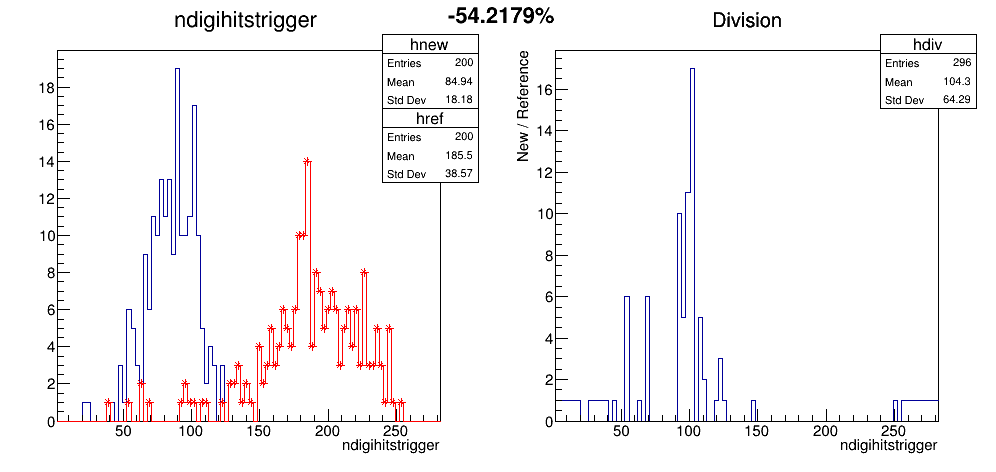 -54.2179%
ndigihitstrigger
hnew
Entries 200
Mean 84.94
Std Dev 18.18
href
Entries 200
Mean 185.5
Std Dev 38.57
18
16
14
12
10
8
6
4
2
0
50 100 150 200 250
ndigihitstrigger
Division
hdiv
Entries 296
Mean 104.3
Std Dev 64.29
New / Reference
16
14
12
10
8
6
4
2
0
50 100 150 200 250
ndigihitstrigger